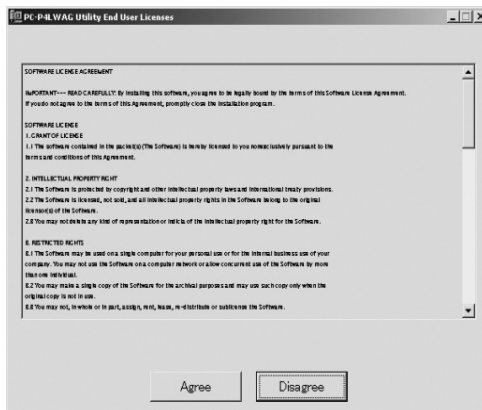 PC-P4LWAG Utility End User Licenses
SOFTWARE LICENSE AGREEMENT
IMPORTANT--- READ CAREFULLY: By installing this software, you agree to be legally bound by the terms of this Software License Agreement.
If you do not agree to the terms of this Agreement, promptly close the installation program.
SOFTWARE LICENSE
1. GRANT OF LICENSE
1.1 The software contained in the packet(s) (The Software) is hereby licensed to you nonexclusively pursuant to the
terms and conditions of this Agreement.
2. INTELLECTUAL PROPERTY RIGHT
2.1 The Software is protected by copyright and other intellectual property laws and international treaty provisions.
2.2 The Software is licensed, not sold, and all intellectual property rights in the Software belong to the original
licensor(s) of the Software.
2.3 You may not delete any kind of representation or indicia of the intellectual property right for the Software.
3. RESTRICTED RIGHTS
3.1 The Software may be used on a single computer for your personal use or for the internal business use of your
company. You may not use the Software on a computer network or allow concurrent use of the Software by more
than one individual.
3.2 You may make a single copy of the Software for the archival purposes and may use such copy only when the
original copy is not in use.
3.3 You may not, in whole or in part, assign, rent, lease, re-distribute or sublicense the Software.
Agree Disagree